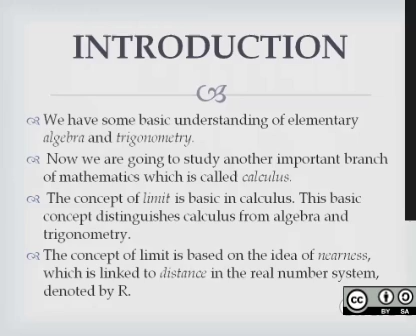 INTRODUCTION
We have some basic understanding of elementary
algebra and trigonometry.
Now we are going to study another important branch
of mathematics which is called calculus.
The concept of limit is basic in calculus. This basic
concept distinguishes calculus from algebra and
trigonometry.
The concept of limit is based on the idea of nearness,
which is linked to distance in the real number system,
denoted by R.
cc
BY SA